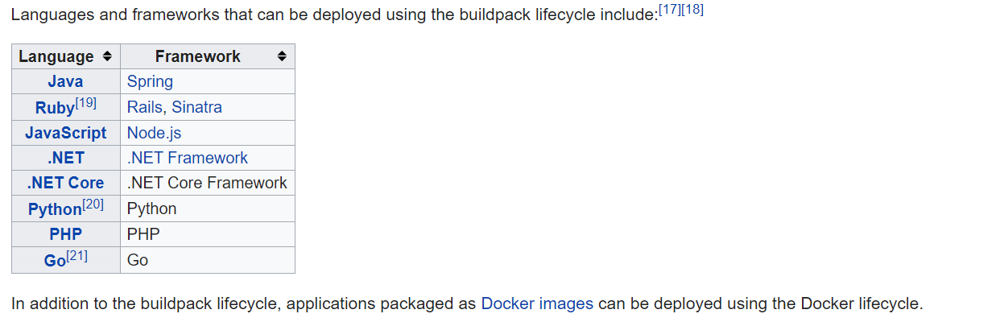 Languages and frameworks that can be deployed using the buildpack lifecycle include:[17][18]
Language Framework
Java Spring
Ruby[19] Rails, Sinatra
JavaScript Node.js
.NET .NET Framework
.NET Core .NET Core Framework
Python[20] Python
PHP PHP
Go[21] Go
In addition to the buildpack lifecycle, applications packaged as Docker images can be deployed using the Docker lifecycle.